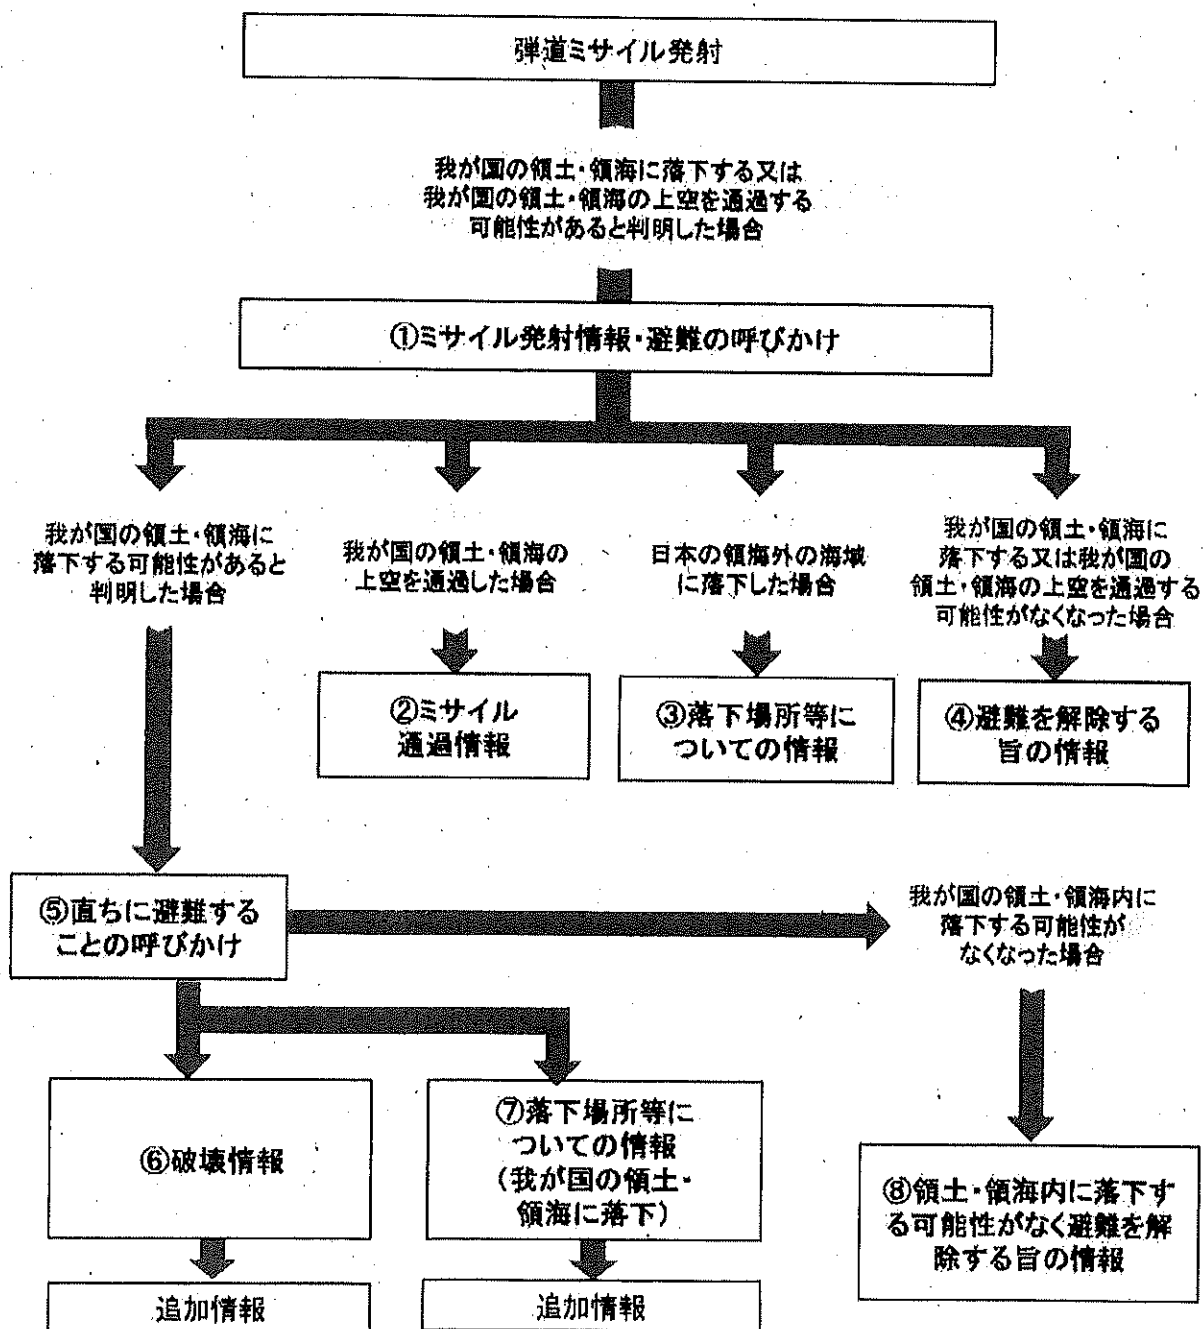 弾道ミサイル発射
我が国の領土・領海に落下する又は
我が国の領土・領海の上空を通過する
可能性があると判明した場合
①ミサイル発射情報・避難の呼びかけ
我が国の領土・領海に
落下する可能性があると
判明した場合
我が国の領土・領海の
上空を通過した場合
日本の領海外の海域
に落下した場合
我が国の領土・領海に
落下する又は我が国の
領土・領海の上空を通過する
可能性がなくなった場合
②ミサイル
通過情報
③落下場所等に
ついての情報
④避難を解除する
旨の情報
⑤直ちに避難する
ことの呼びかけ
我が国の領土・領海内に
落下する可能性が
なくなった場合
⑥破壊情報
⑦落下場所等に
ついての情報
(我が国の領土・
領海に落下)
⑧領土・領海内に落下す
る可能性がなく避難を解
除する旨の情報
追加情報
追加情報